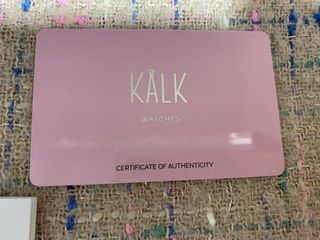 KÅLK
WATCHES
CERTIFICATE OF AUTHENTICITY